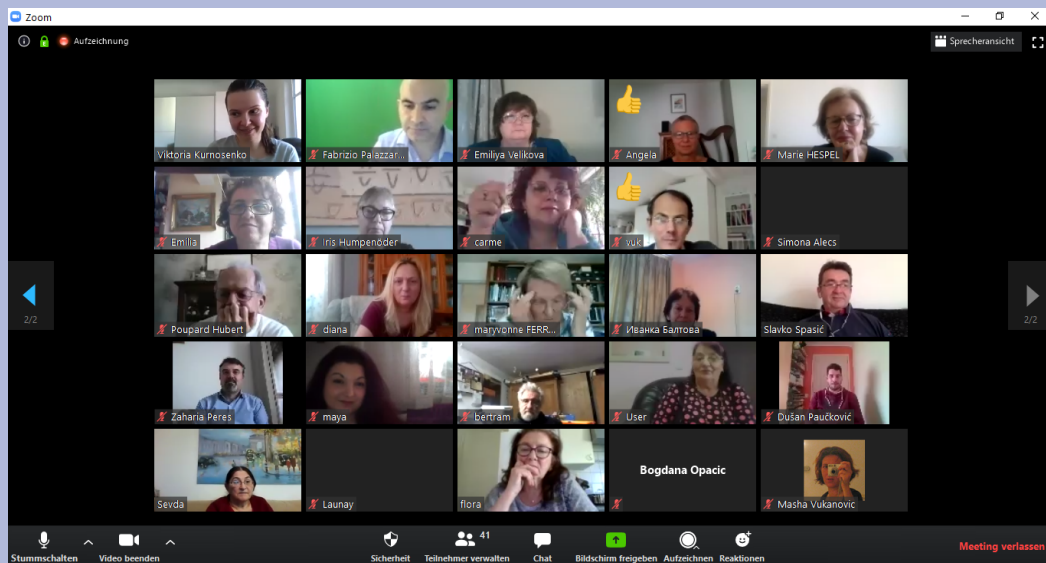 Zoom
Aufzeichnung
Sprecheransicht
Viktoria Kurnosenko
Fabrizio Palazzar...
Emiliya Velikova
Angela
Marie HESPEL
Emilia
Iris Humpenöder
carme
vuk
Simona Alecs
2/2
2/2
Poupard Hubert
diana
maryvonne FERR...
Иванка Балтова
Slavko Spasić
Zaharia Peres
maya
bertram
User
Dušan Paučković
Sevda
Launay
flora
Bogdana Opacic
Masha Vukanovic
41
Stummschalten
Video beenden
Sicherheit
Teilnehmer verwalten
Chat
Bildschirm freigeben
Aufzeichnen
Reaktionen
Meeting verlassen